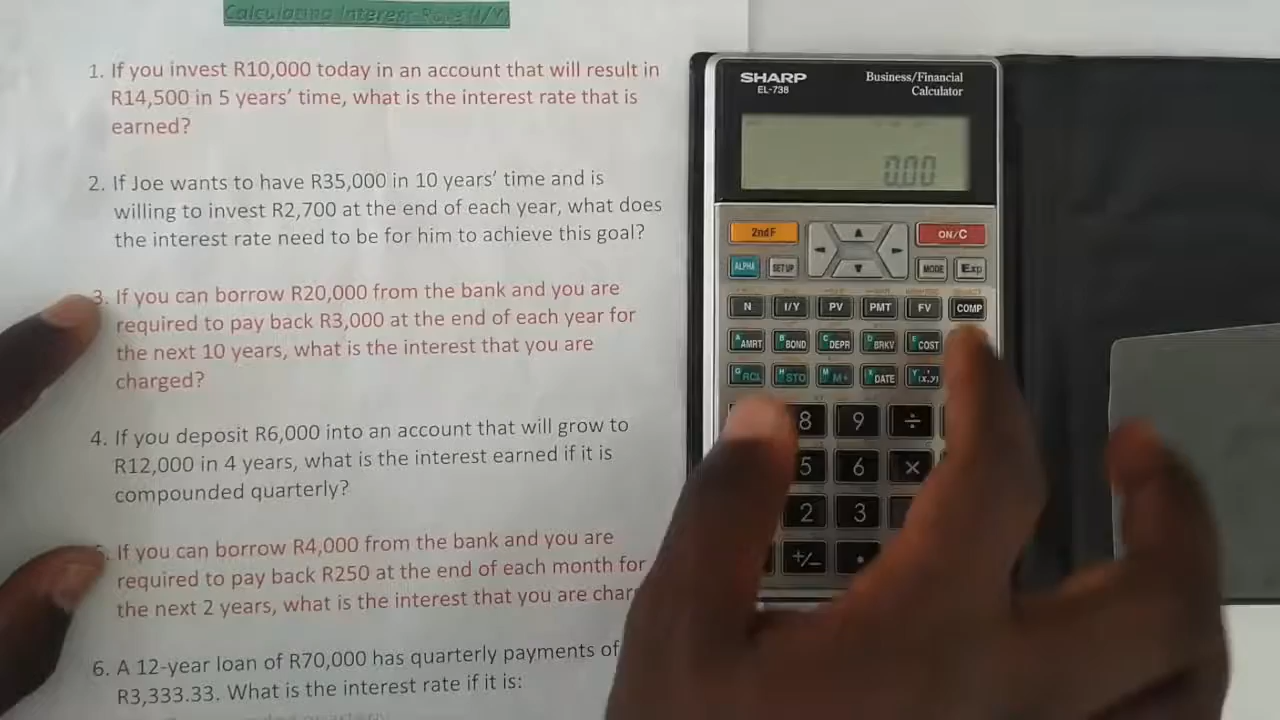 Calculating Interest Rate (I/Y)
1. If you invest R10,000 today in an account that will result in
R14,500 in 5 years' time, what is the interest rate that is
earned?
2. If Joe wants to have R35,000 in 10 years' time and is
willing to invest R2,700 at the end of each year, what does
the interest rate need to be for him to achieve this goal?
3. If you can borrow R20,000 from the bank and you are
required to pay back R3,000 at the end of each year for
the next 10 years, what is the interest that you are
charged?
4. If you deposit R6,000 into an account that will grow to
R12,000 in 4 years, what is the interest earned if it is
compounded quarterly?
5. If you can borrow R4,000 from the bank and you are
required to pay back R250 at the end of each month for
the next 2 years, what is the interest that you are char
6. A 12-year loan of R70,000 has quarterly payments of
R3,333.33. What is the interest rate if it is:
SHARP
EL-738
Business/Financial
Calculator
0.00
2ndF
ON/C
ALPHA SETUP MODE Exp
N I/Y PV PMT FV COMP
A AMRT B BOND C DEPR D BRKV E COST
G RCL H STO M M+ X DATE Y (x,y)
8 9 ÷
5 6 ×
2 3
+/− •